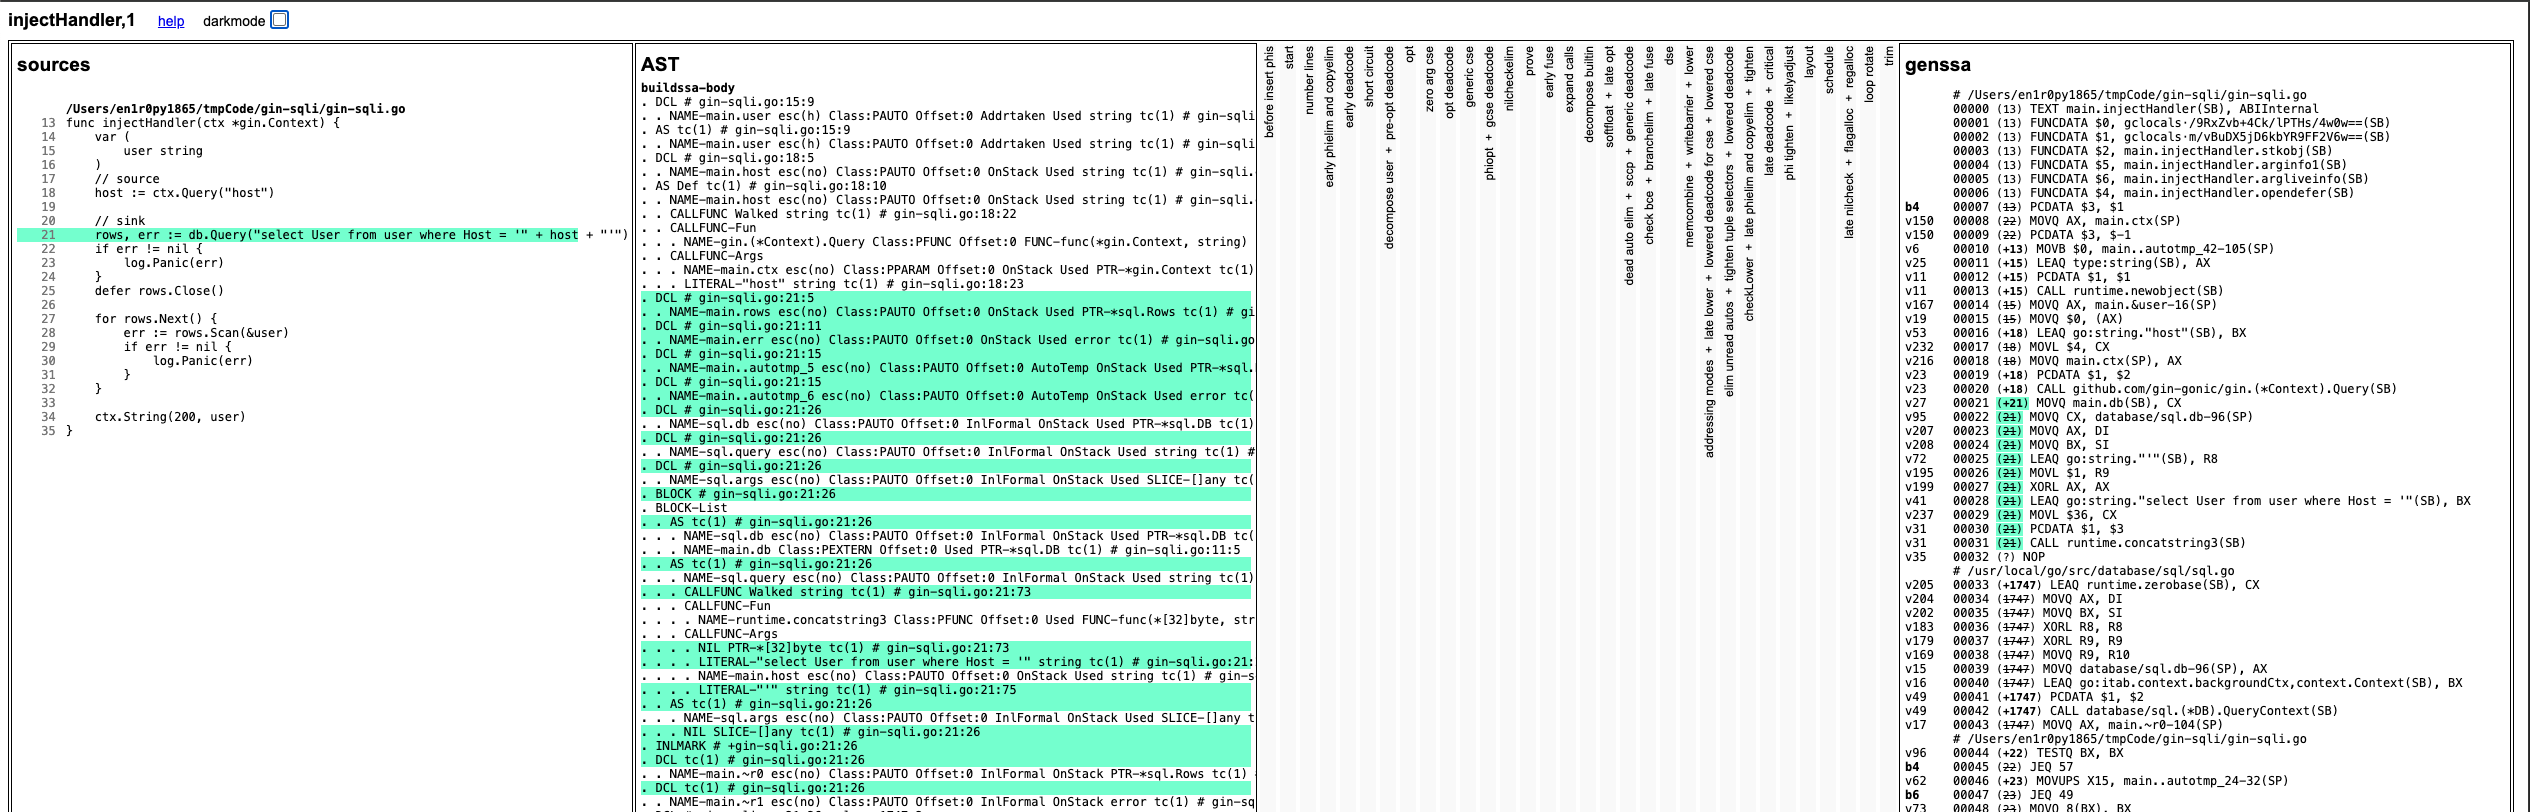 injectHandler,1 help darkmode
sources
/Users/en1r0py1865/tmpCode/gin-sqli/gin-sqli.go
13 func injectHandler(ctx *gin.Context) {
14 var (
15 user string
16 )
17 // source
18 host := ctx.Query("host")
19
20 // sink
21 rows, err := db.Query("select User from user where Host = '" + host + "'")
22 if err != nil {
23 log.Panic(err)
24 }
25 defer rows.Close()
26
27 for rows.Next() {
28 err := rows.Scan(&user)
29 if err != nil {
30 log.Panic(err)
31 }
32 }
33
34 ctx.String(200, user)
35 }
AST
buildssa-body
. DCL # gin-sqli.go:15:9
. . NAME-main.user esc(h) Class:PAUTO Offset:0 Addrtaken Used string tc(1) # gin-sqli
. AS tc(1) # gin-sqli.go:15:9
. . NAME-main.user esc(h) Class:PAUTO Offset:0 Addrtaken Used string tc(1) # gin-sqli
. DCL # gin-sqli.go:18:5
. . NAME-main.host esc(no) Class:PAUTO Offset:0 OnStack Used string tc(1) # gin-sqli.
. AS Def tc(1) # gin-sqli.go:18:10
. . NAME-main.host esc(no) Class:PAUTO Offset:0 OnStack Used string tc(1) # gin-sqli.
. . CALLFUNC Walked string tc(1) # gin-sqli.go:18:22
. . CALLFUNC-Fun
. . . NAME-gin.(*Context).Query Class:PFUNC Offset:0 FUNC-func(*gin.Context, string)
. . CALLFUNC-Args
. . . NAME-main.ctx esc(no) Class:PPARAM Offset:0 OnStack Used PTR-*gin.Context tc(1)
. . . LITERAL-"host" string tc(1) # gin-sqli.go:18:23
. DCL # gin-sqli.go:21:5
. . NAME-main.rows esc(no) Class:PAUTO Offset:0 OnStack Used PTR-*sql.Rows tc(1) # gi
. DCL # gin-sqli.go:21:11
. . NAME-main.err esc(no) Class:PAUTO Offset:0 OnStack Used error tc(1) # gin-sqli.go
. DCL # gin-sqli.go:21:15
. . NAME-main..autotmp_5 esc(no) Class:PAUTO Offset:0 AutoTemp OnStack Used PTR-*sql.
. DCL # gin-sqli.go:21:15
. . NAME-main..autotmp_6 esc(no) Class:PAUTO Offset:0 AutoTemp OnStack Used error tc(
. DCL # gin-sqli.go:21:26
. . NAME-sql.db esc(no) Class:PAUTO Offset:0 InlFormal OnStack Used PTR-*sql.DB tc(1)
. DCL # gin-sqli.go:21:26
. . NAME-sql.query esc(no) Class:PAUTO Offset:0 InlFormal OnStack Used string tc(1) #
. DCL # gin-sqli.go:21:26
. . NAME-sql.args esc(no) Class:PAUTO Offset:0 InlFormal OnStack Used SLICE-[]any tc(
. BLOCK # gin-sqli.go:21:26
. BLOCK-List
. . AS tc(1) # gin-sqli.go:21:26
. . . NAME-sql.db esc(no) Class:PAUTO Offset:0 InlFormal OnStack Used PTR-*sql.DB tc(
. . . NAME-main.db Class:PEXTERN Offset:0 Used PTR-*sql.DB tc(1) # gin-sqli.go:11:5
. . AS tc(1) # gin-sqli.go:21:26
. . . NAME-sql.query esc(no) Class:PAUTO Offset:0 InlFormal OnStack Used string tc(1)
. . . CALLFUNC Walked string tc(1) # gin-sqli.go:21:73
. . . CALLFUNC-Fun
. . . . NAME-runtime.concatstring3 Class:PFUNC Offset:0 Used FUNC-func(*[32]byte, str
. . . CALLFUNC-Args
. . . . NIL PTR-*[32]byte tc(1) # gin-sqli.go:21:73
. . . . LITERAL-"select User from user where Host = '" string tc(1) # gin-sqli.go:21:
. . . . NAME-main.host esc(no) Class:PAUTO Offset:0 OnStack Used string tc(1) # gin-s
. . . . LITERAL-"'" string tc(1) # gin-sqli.go:21:75
. . AS tc(1) # gin-sqli.go:21:26
. . . NAME-sql.args esc(no) Class:PAUTO Offset:0 InlFormal OnStack Used SLICE-[]any t
. . . NIL SLICE-[]any tc(1) # gin-sqli.go:21:26
. INLMARK # +gin-sqli.go:21:26
. DCL tc(1) # gin-sqli.go:21:26
. . NAME-main.~r0 esc(no) Class:PAUTO Offset:0 InlFormal OnStack PTR-*sql.Rows tc(1)
. DCL tc(1) # gin-sqli.go:21:26
. . NAME-main.~r1 esc(no) Class:PAUTO Offset:0 InlFormal OnStack error tc(1) # gin-sq
before insert phis
start
number lines
early phielim and copyelim
early deadcode
short circuit
decompose user + pre-opt deadcode
opt
zero arg cse
opt deadcode
generic cse
phiopt + gcse deadcode
nilcheckelim
prove
early fuse
expand calls
decompose builtin
softfloat + late opt
dead auto elim + sccp + generic deadcode
check bce + branchelim + late fuse
dse
memcombine + writebarrier + lower
addressing modes + late lower + lowered deadcode for cse + lowered cse
elim unread autos + tighten tuple selectors + lowered deadcode
checkLower + late phielim and copyelim + tighten
late deadcode + critical
phi tighten + likelyadjust
layout
schedule
late nilcheck + flagalloc + regalloc
loop rotate
trim
genssa
# /Users/en1r0py1865/tmpCode/gin-sqli/gin-sqli.go
00000 (13) TEXT main.injectHandler(SB), ABIInternal
00001 (13) FUNCDATA $0, gclocals·/9RxZvb+4Ck/lPTHs/4w0w==(SB)
00002 (13) FUNCDATA $1, gclocals·m/vBuDX5jD6kbYR9FF2V6w==(SB)
00003 (13) FUNCDATA $2, main.injectHandler.stkobj(SB)
00004 (13) FUNCDATA $5, main.injectHandler.arginfo1(SB)
00005 (13) FUNCDATA $6, main.injectHandler.argliveinfo(SB)
00006 (13) FUNCDATA $4, main.injectHandler.opendefer(SB)
b4 00007 (13) PCDATA $3, $1
v150 00008 (22) MOVQ AX, main.ctx(SP)
v150 00009 (22) PCDATA $3, $-1
v6 00010 (+13) MOVB $0, main..autotmp_42-105(SP)
v25 00011 (+15) LEAQ type:string(SB), AX
v11 00012 (+15) PCDATA $1, $1
v11 00013 (+15) CALL runtime.newobject(SB)
v167 00014 (15) MOVQ AX, main.&user-16(SP)
v19 00015 (15) MOVQ $0, (AX)
v53 00016 (+18) LEAQ go:string."host"(SB), BX
v232 00017 (18) MOVL $4, CX
v216 00018 (18) MOVQ main.ctx(SP), AX
v23 00019 (+18) PCDATA $1, $2
v23 00020 (+18) CALL github.com/gin-gonic/gin.(*Context).Query(SB)
v27 00021 (+21) MOVQ main.db(SB), CX
v95 00022 (21) MOVQ CX, database/sql.db-96(SP)
v207 00023 (21) MOVQ AX, DI
v208 00024 (21) MOVQ BX, SI
v72 00025 (21) LEAQ go:string."'"(SB), R8
v195 00026 (21) MOVL $1, R9
v199 00027 (21) XORL AX, AX
v41 00028 (21) LEAQ go:string."select User from user where Host = '"(SB), BX
v237 00029 (21) MOVL $36, CX
v31 00030 (21) PCDATA $1, $3
v31 00031 (21) CALL runtime.concatstring3(SB)
v35 00032 (?) NOP
# /usr/local/go/src/database/sql/sql.go
v205 00033 (+1747) LEAQ runtime.zerobase(SB), CX
v204 00034 (1747) MOVQ AX, DI
v202 00035 (1747) MOVQ BX, SI
v183 00036 (1747) XORL R8, R8
v179 00037 (1747) XORL R9, R9
v169 00038 (1747) MOVQ R9, R10
v15 00039 (1747) MOVQ database/sql.db-96(SP), AX
v16 00040 (1747) LEAQ go:itab.context.backgroundCtx,context.Context(SB), BX
v49 00041 (+1747) PCDATA $1, $2
v49 00042 (+1747) CALL database/sql.(*DB).QueryContext(SB)
v17 00043 (1747) MOVQ AX, main.~r0-104(SP)
# /Users/en1r0py1865/tmpCode/gin-sqli/gin-sqli.go
v96 00044 (+22) TESTQ BX, BX
b4 00045 (22) JEQ 57
v62 00046 (+23) MOVUPS X15, main..autotmp_24-32(SP)
b6 00047 (23) JEQ 49
v73 00048 (23) MOVQ 8(BX), BX